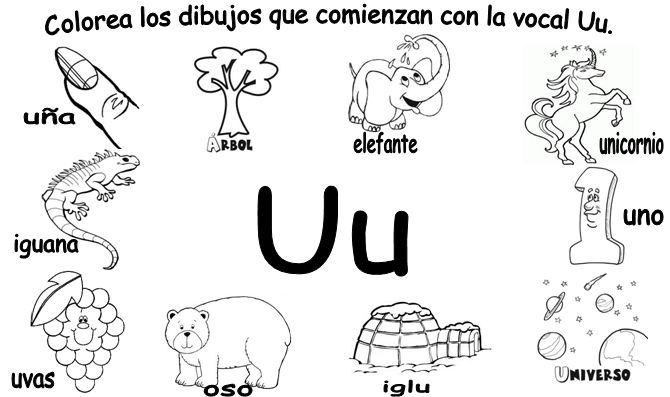 Colorea los dibujos que comienzan con la vocal Uu.
uña
ÁRBOL
elefante
unicornio
iguana
Uu
uno
uvas
oso
iglu
UNIVERSO